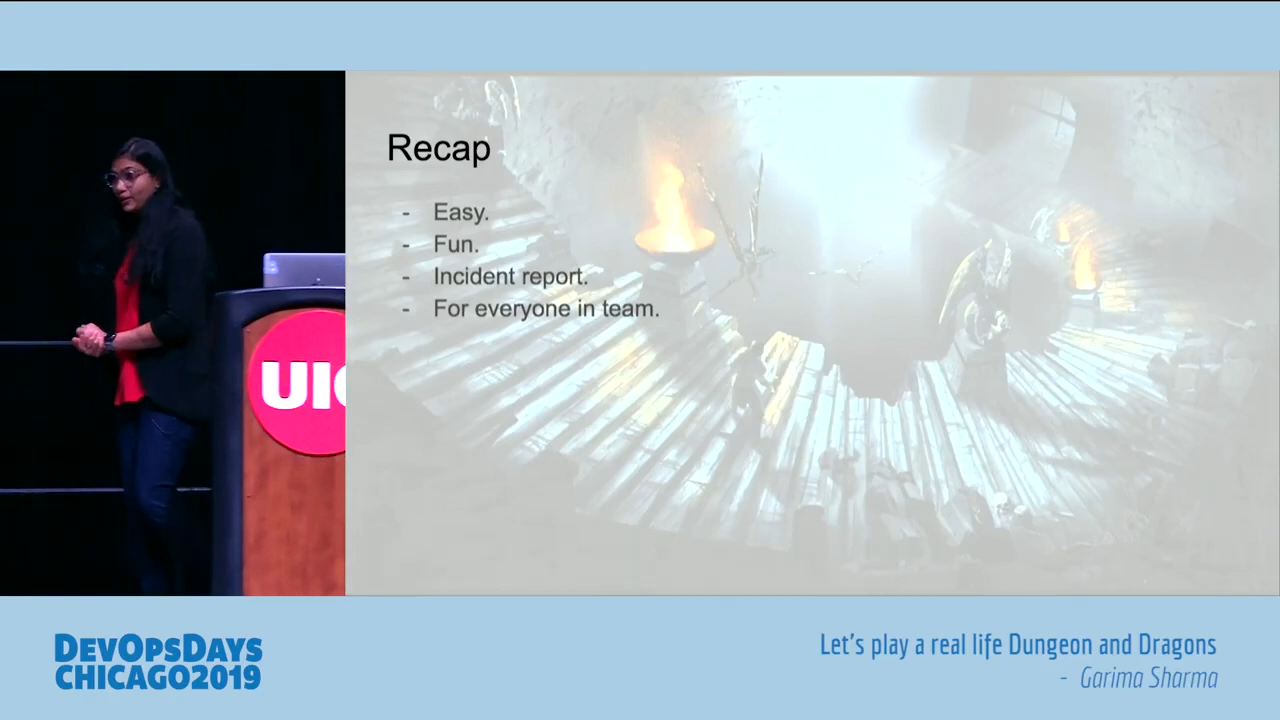 Recap
- Easy.
- Fun.
- Incident report.
- For everyone in team.
UIC
DEVOPSDAYS
CHICAGO2019
Let's play a real life Dungeon and Dragons
- Garima Sharma